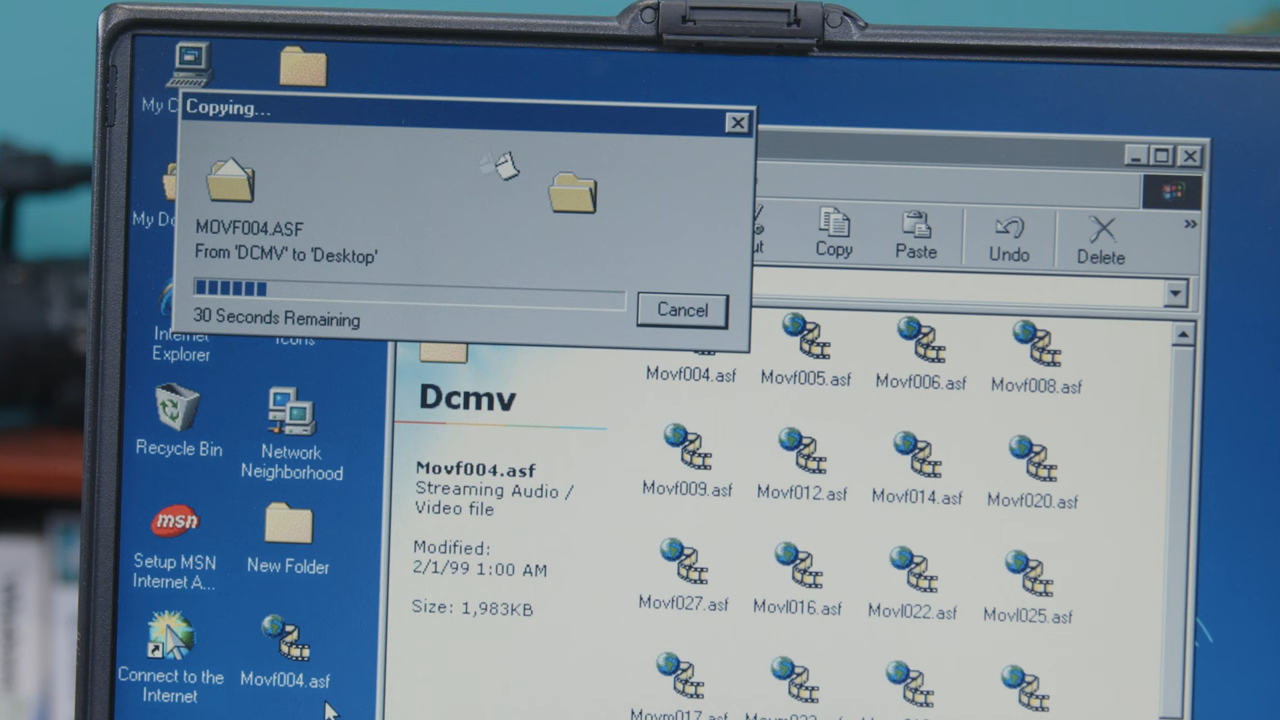 My C
Copying...
MOVF004.ASF
From 'DCMV' to 'Desktop'
30 Seconds Remaining
Cancel
My Do
Copy
Paste
Undo
Delete
»
Internet
Explorer
Icons
Recycle Bin
Network
Neighborhood
msn
Setup MSN
Internet A...
New Folder
Connect to the
Internet
Movf004.asf
Dcmv
Movf004.asf
Streaming Audio /
Video file
Modified:
2/1/99 1:00 AM
Size: 1,983KB
Movf004.asf
Movf005.asf
Movf006.asf
Movf008.asf
Movf009.asf
Movf012.asf
Movf014.asf
Movf020.asf
Movf027.asf
Movl016.asf
Movl022.asf
Movl025.asf
Movm017.asf